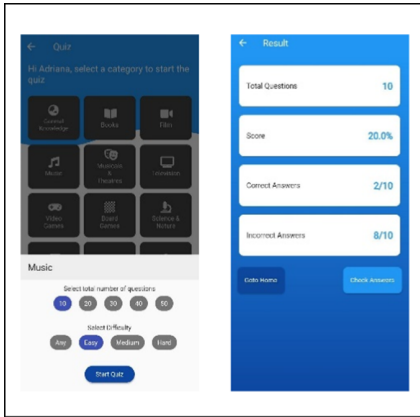 Quiz
Hi Adriana, select a category to start the
quiz
General
Knowledge
Books
Film
Music
Musicals
&
Theatres
Television
Video
Games
Board
Games
Science &
Nature
Music
Select total number of questions
10 20 30 40 50
Select Difficulty
Any Easy Medium Hard
Start Quiz
Result
Total Questions 10
Score 20.0%
Correct Answers 2/10
Incorrect Answers 8/10
Goto Home
Check Answers